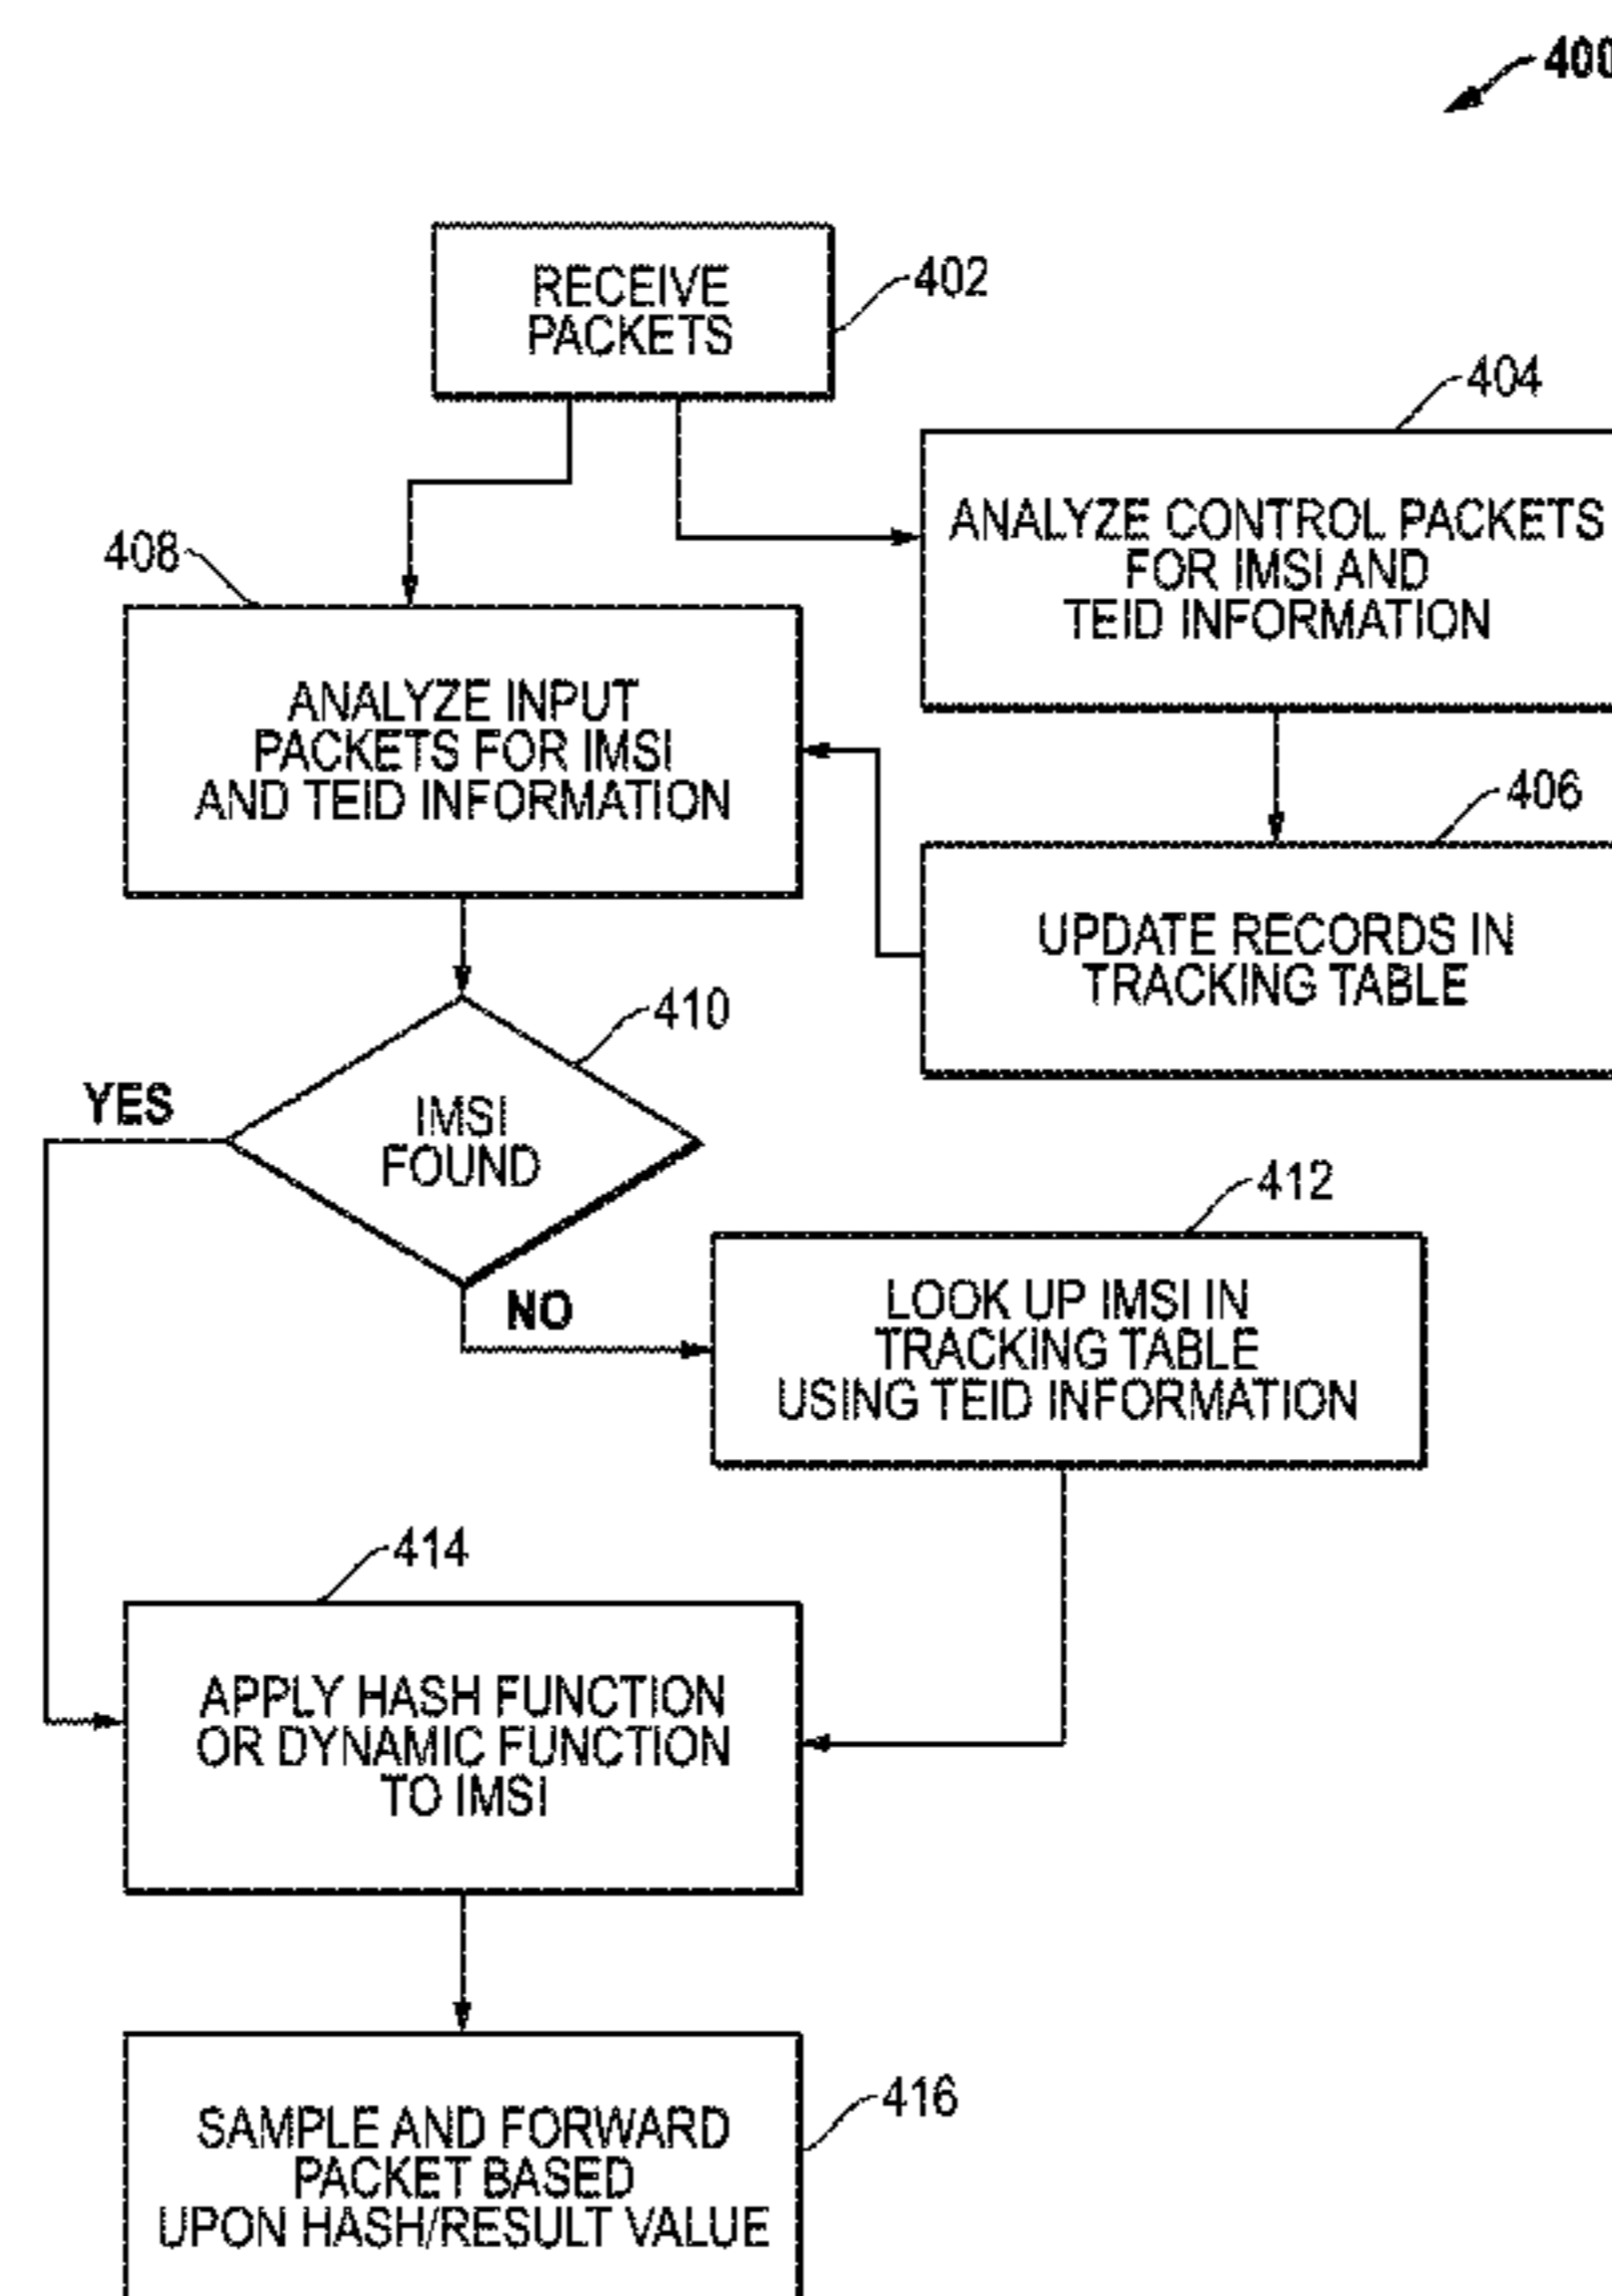 400
RECEIVE
PACKETS
402
404
ANALYZE CONTROL PACKETS
FOR IMSI AND
TEID INFORMATION
408
ANALYZE INPUT
PACKETS FOR IMSI
AND TEID INFORMATION
406
UPDATE RECORDS IN
TRACKING TABLE
410
YES
IMSI
FOUND
NO
412
LOOK UP IMSI IN
TRACKING TABLE
USING TEID INFORMATION
414
APPLY HASH FUNCTION
OR DYNAMIC FUNCTION
TO IMSI
416
SAMPLE AND FORWARD
PACKET BASED
UPON HASH/RESULT VALUE